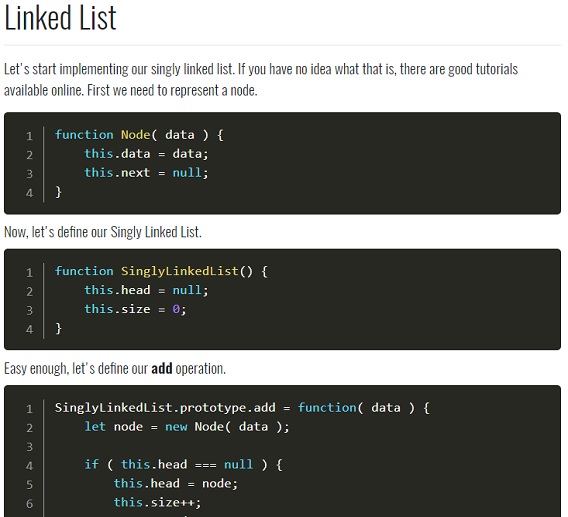 Linked List
Let's start implementing our singly linked list. If you have no idea what that is, there are good tutorials
available online. First we need to represent a node.
1 function Node( data ) {
2     this.data = data;
3     this.next = null;
4 }
Now, let's define our Singly Linked List.
1 function SinglyLinkedList() {
2     this.head = null;
3     this.size = 0;
4 }
Easy enough, let's define our add operation.
1 SinglyLinkedList.prototype.add = function( data ) {
2     let node = new Node( data );
3
4     if ( this.head === null ) {
5         this.head = node;
6         this.size++;